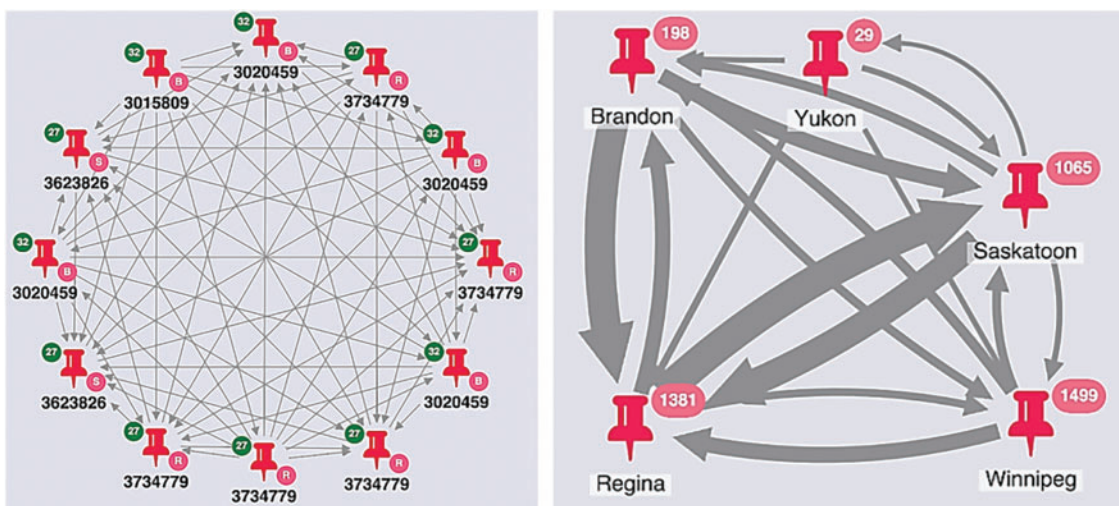 32
B
3020459
32
B
3015809
27
R
3734779
27
S
3623826
32
B
3020459
32
B
3020459
27
R
3734779
27
S
3623826
32
B
3020459
27
R
3734779
27
R
3734779
27
R
3734779
198
Brandon
29
Yukon
1065
Saskatoon
1381
Regina
1499
Winnipeg